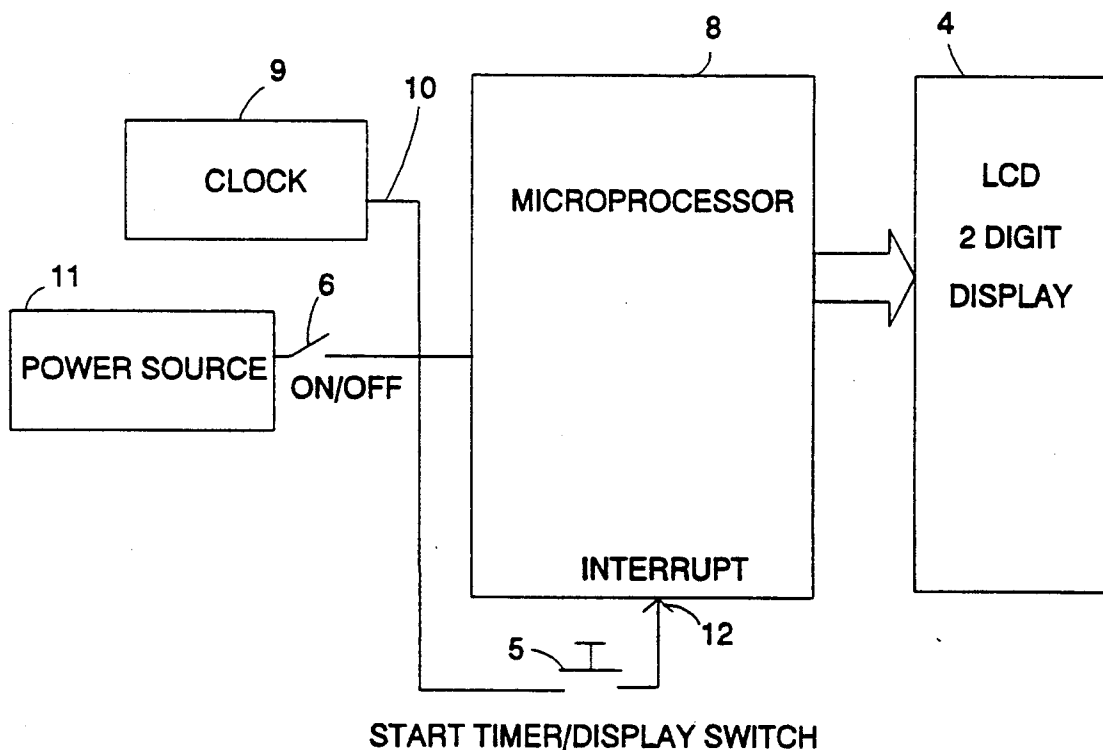 8
4
9
10
CLOCK
MICROPROCESSOR
LCD
2 DIGIT
DISPLAY
11
6
POWER SOURCE
ON/OFF
INTERRUPT
12
5
START TIMER/DISPLAY SWITCH